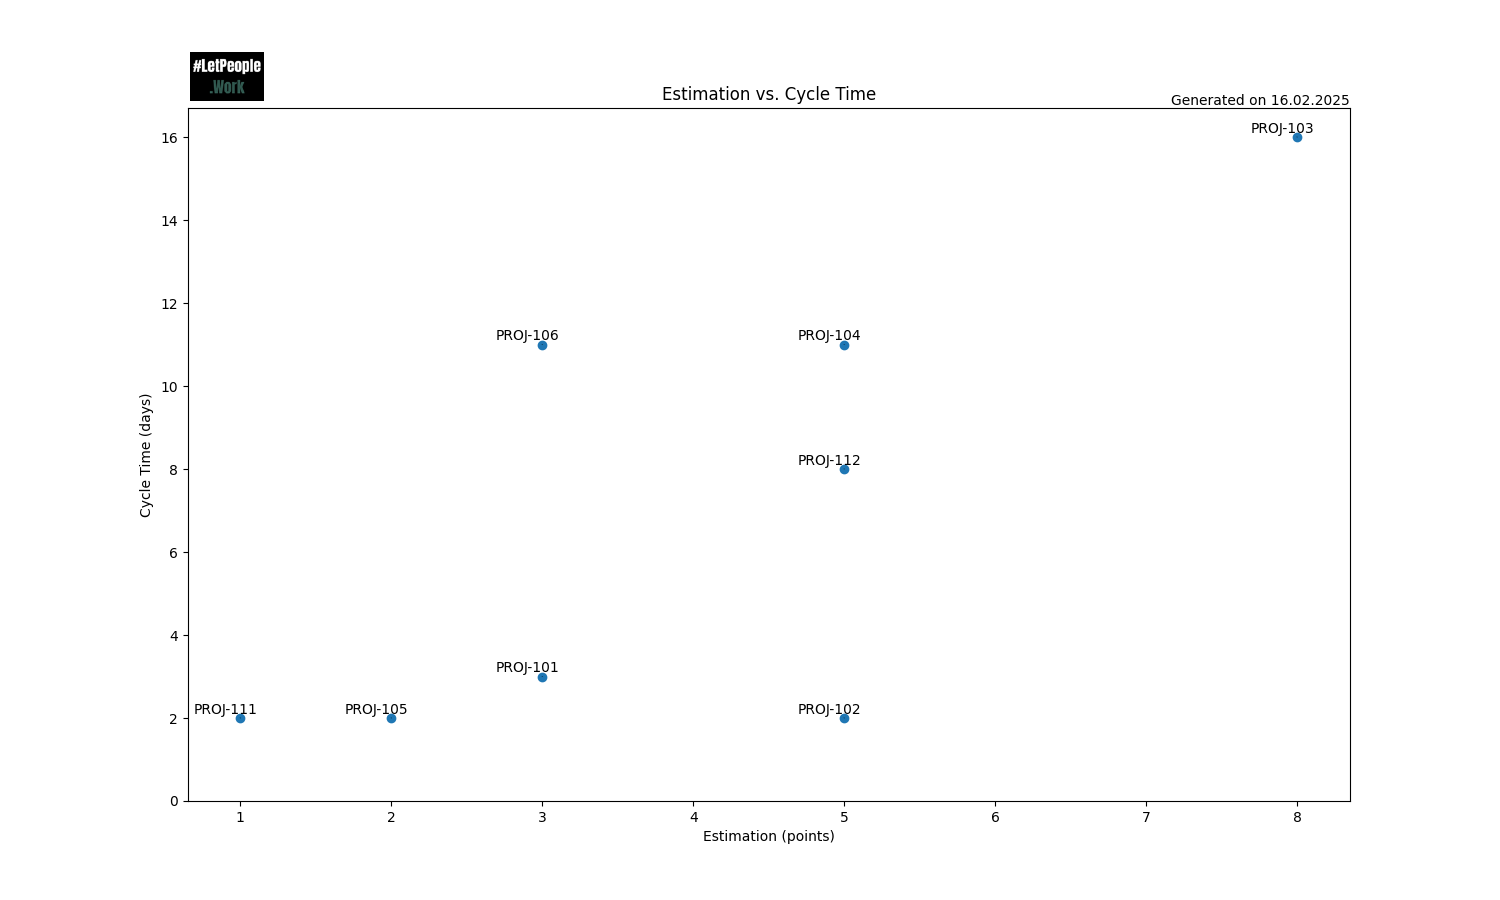 #LetPeople
.Work
Estimation vs. Cycle Time
Generated on 16.02.2025
PROJ-103
16
14
12
PROJ-106
PROJ-104
10
PROJ-112
8
6
4
PROJ-101
PROJ-111
PROJ-105
PROJ-102
2
0
Cycle Time (days)
1 2 3 4 5 6 7 8
Estimation (points)